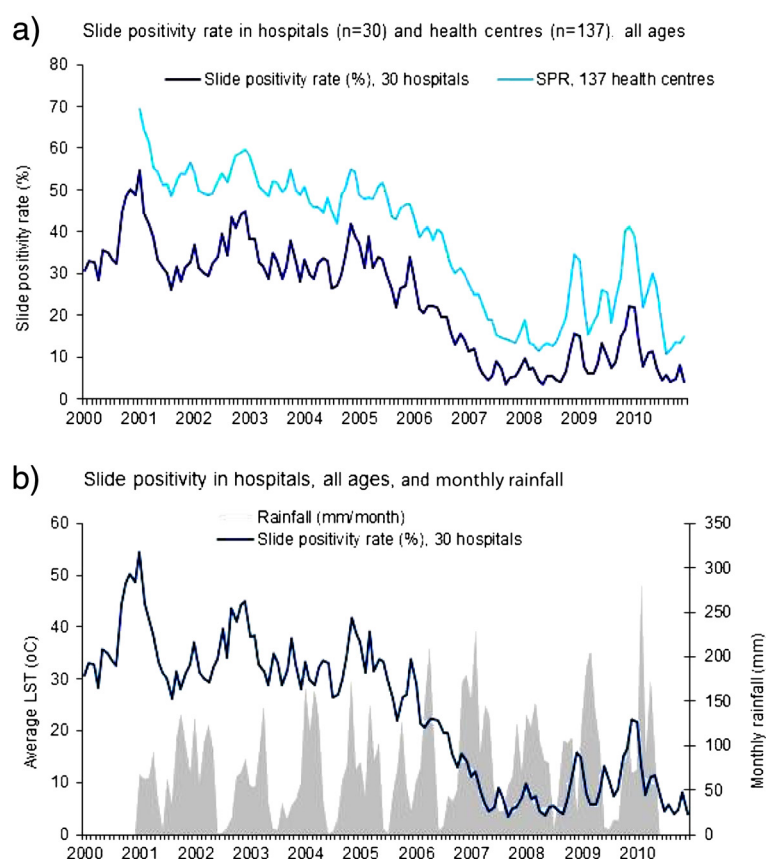 a) Slide positivity rate in hospitals (n=30) and health centres (n=137). all ages
Slide positivity rate (%), 30 hospitals SPR, 137 health centres
Slide positivity rate (%)
80
70
60
50
40
30
20
10
0
2000 2001 2002 2003 2004 2005 2006 2007 2008 2009 2010
b) Slide positivity in hospitals, all ages, and monthly rainfall
Rainfall (mm/month)
Slide positivity rate (%), 30 hospitals
Average LST (oC)
60
50
40
30
20
10
0
350
300
250
200
150
100
50
0
Monthly rainfall (mm)
2000 2001 2002 2003 2004 2005 2006 2007 2008 2009 2010